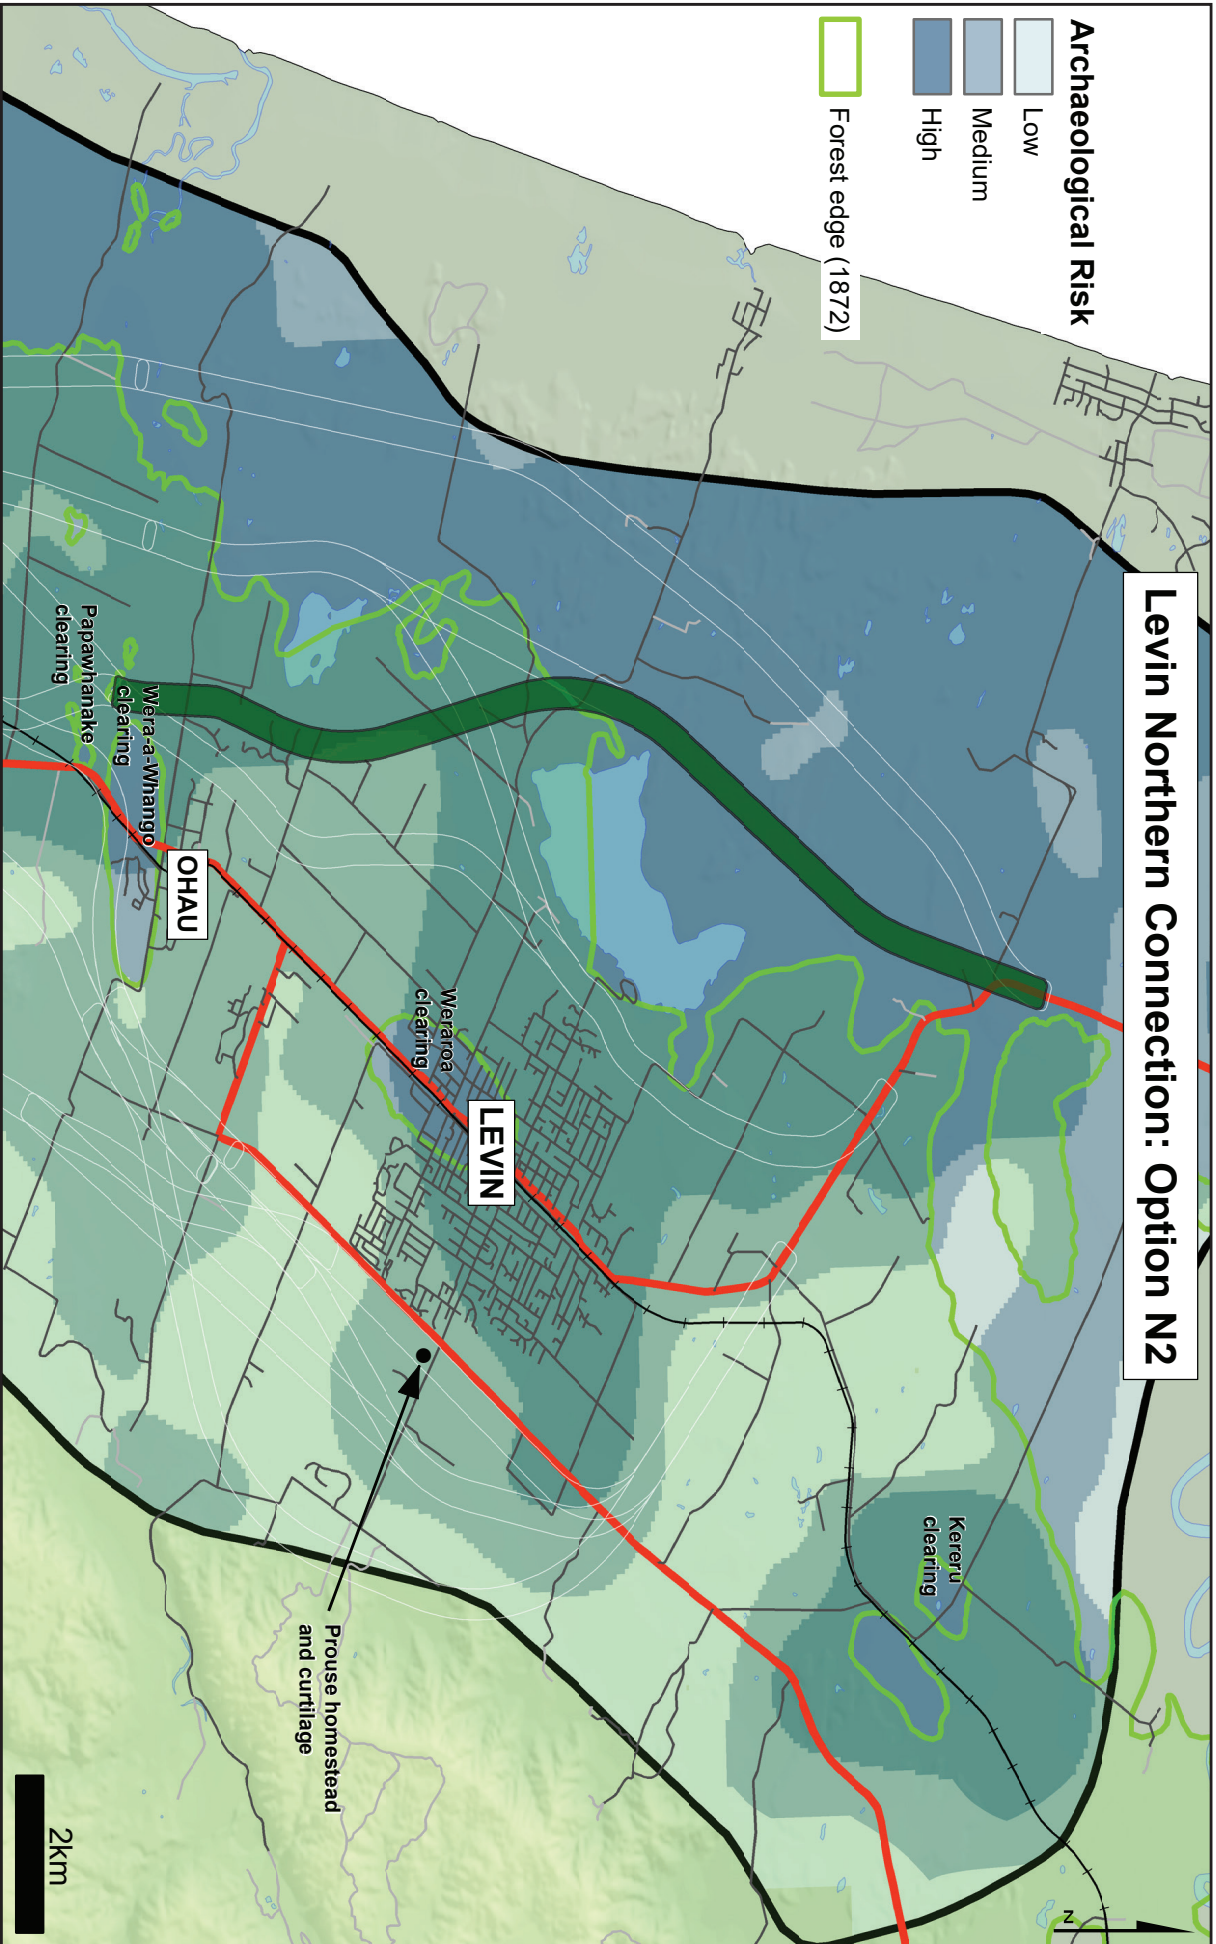 Levin Northern Connection: Option N2
Archaeological Risk
Low
Medium
High
Forest edge (1872)
Papawhanake
clearing
Wera-a-Whango
clearing
OHAU
Weraroa
clearing
LEVIN
Kereru
clearing
Prouse homestead
and curtilage
2km
N